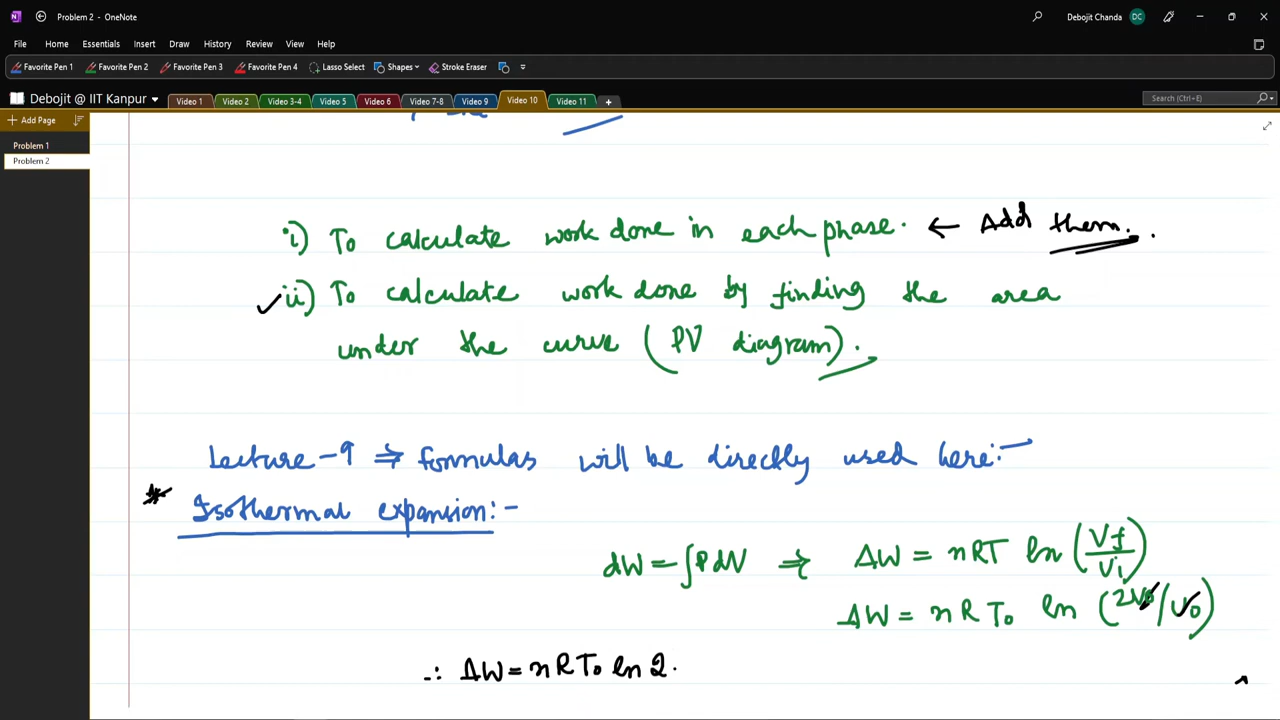 Problem 2 - OneNote
Debojit Chanda DC
File Home Essentials Insert Draw History Review View Help
Favorite Pen 1 Favorite Pen 2 Favorite Pen 3 Favorite Pen 4 Lasso Select Shapes Stroke Eraser
Debojit @ IIT Kanpur Video 1 Video 2 Video 3-4 Video 5 Video 6 Video 7-8 Video 9 Video 10 Video 11 + Search (Ctrl+E)
+ Add Page
Problem 1
Problem 2
i) To calculate work done in each phase. ← Add them.
✓ii) To calculate work done by finding the area
under the curve (PV diagram).
Lecture-9 ⇒ formulas will be directly used here:-
* Isothermal expansion:-
dW = ∫PdV ⇒ ΔW = nRT ln (Vf/Vi)
ΔW = nRT₀ ln (2V₀/V₀)
∴ ΔW = nRT₀ ln 2.